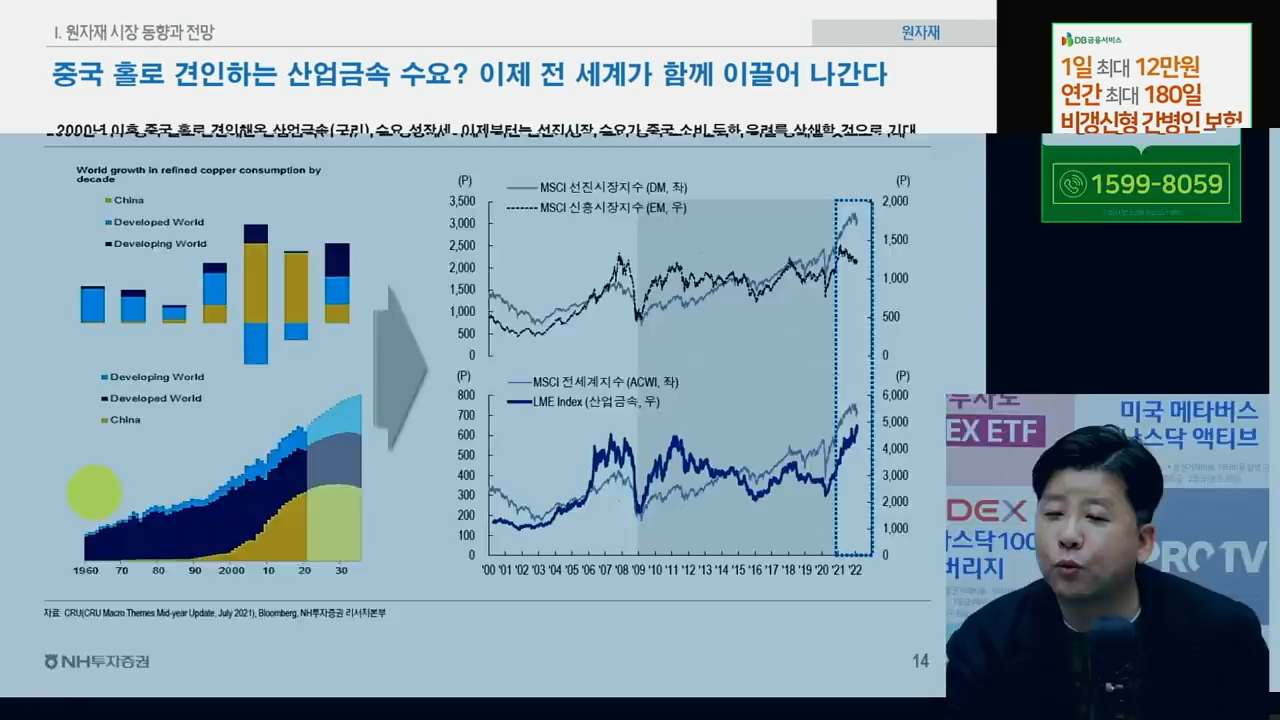 I. 원자재 시장 동향과 전망
원자재
중국 홀로 견인하는 산업금속 수요? 이제 전 세계가 함께 이끌어 나간다
World growth in refined copper consumption by
decade
China
Developed World
Developing World
Developing World
Developed World
China
1960 70 80 90 2000 10 20 30
(P)
(P)
MSCI 선진시장지수 (DM, 좌)
MSCI 신흥시장지수 (EM, 우)
3,500
3,000
2,500
2,000
1,500
1,000
500
0
2,000
1,500
1,000
500
0
(P)
(P)
MSCI 전세계지수 (ACWI, 좌)
LME Index (산업금속, 우)
800
700
600
500
400
300
200
100
0
6,000
5,000
4,000
3,000
2,000
1,000
0
'00 '01 '02 '03 '04 '05 '06 '07 '08 '09 '10 '11 '12 '13 '14 '15 '16 '17 '18 '19 '20 '21 '22
자료: CRU(CRU Macro Themes Mid-year Update, July 2021), Bloomberg, NH투자증권 리서치본부
NH투자증권
14
DB금융서비스
1일 최대 12만원
연간 최대 180일
비갱신형 간병인 보험
1599-8059
EX ETF
미국 메타버스
나스닥 액티브
DEX
나스닥100
버리지
PRO TV